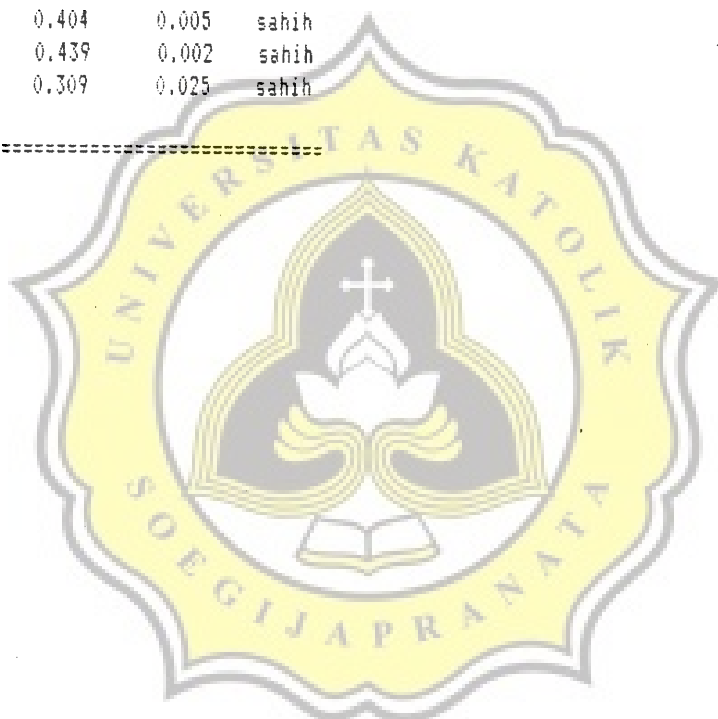 0.404 0.005 sahih
0.439 0.002 sahih
0.309 0.025 sahih
==============================
UNIVERSITAS KATOLIK
SOEGIJAPRANATA